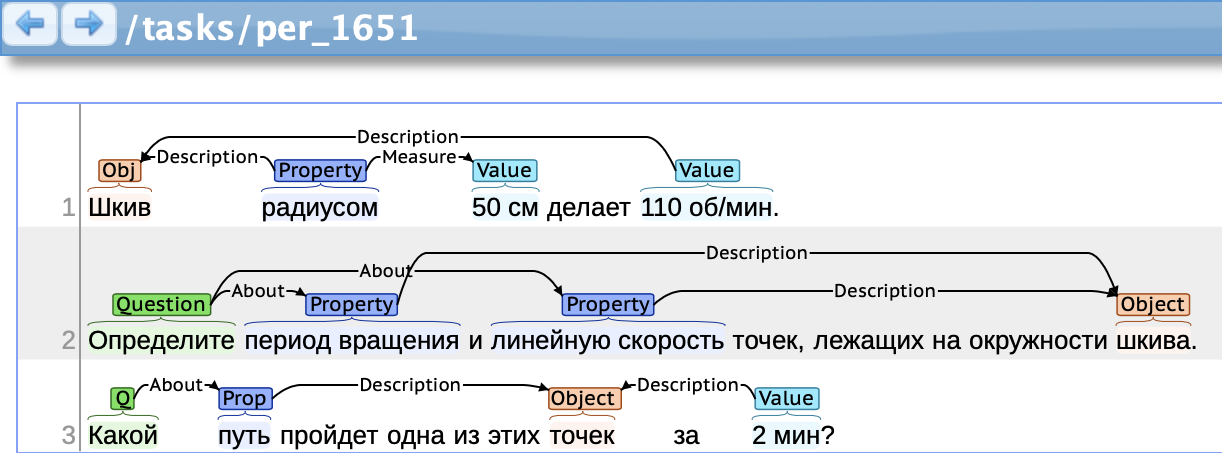 /tasks/per_1651
Description
Obj Description Property Measure Value Value
1 Шкив радиусом 50 см делает 110 об/мин.
Description
About
Question About Property Property Description Object
2 Определите период вращения и линейную скорость точек, лежащих на окружности шкива.
Q About Prop Description Object Description Value
3 Какой путь пройдет одна из этих точек за 2 мин?